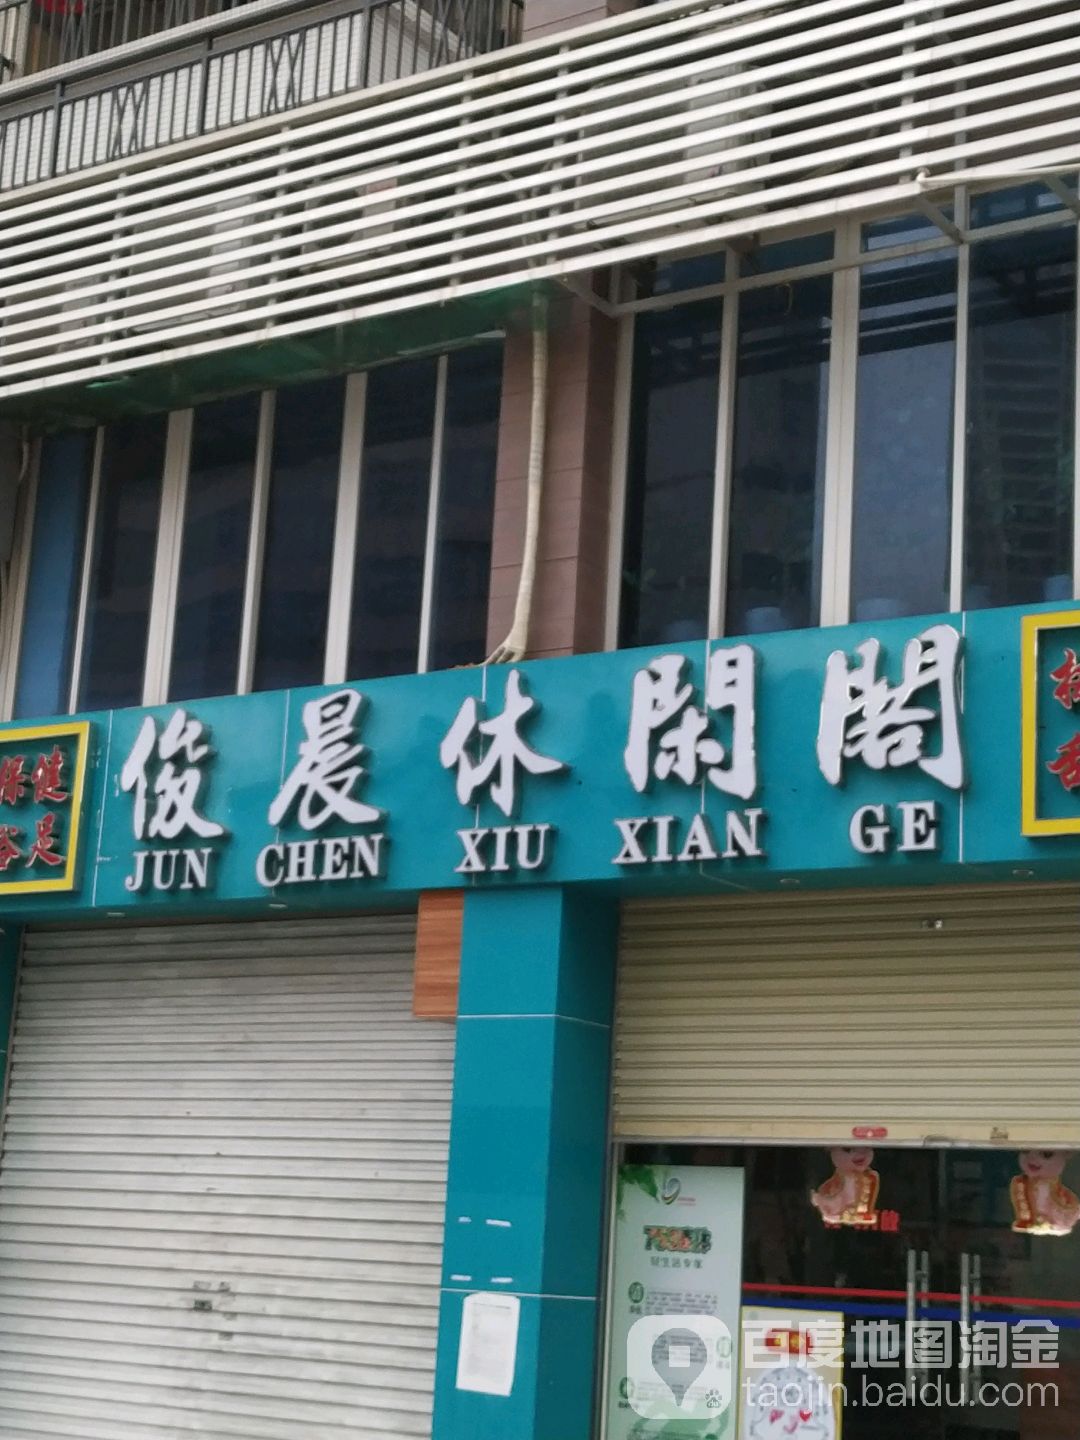 俊晨休閑閣
JUN CHEN XIU XIAN GE
保健
足
百度地图淘金
taojin.baidu.com